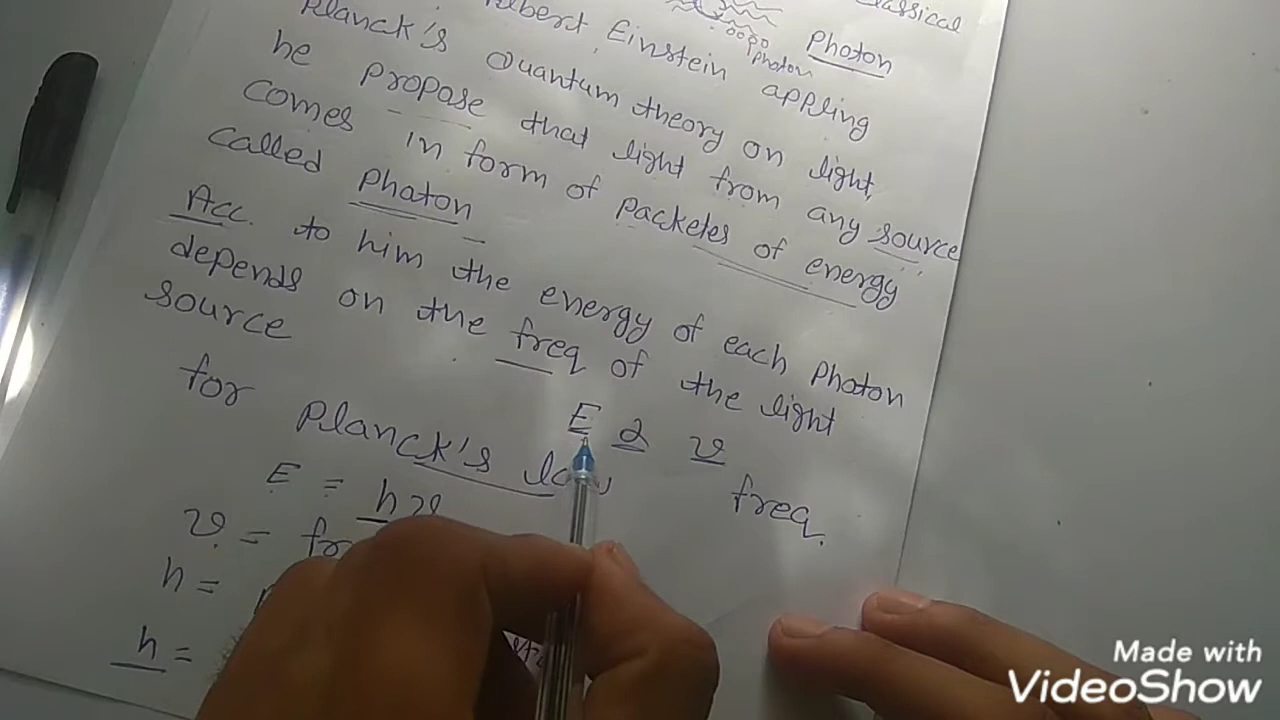 Classical
Photon
Photon
Albert, Einstein appling
Planck's Quantum theory on light,
he propose that light from any source
comes in form of packetes of energy"
called Photon
Acc. to him the energy of each Photon
depends on the freq of the light
source
E α ν
freq.
for Planck's
E = hν
ν =
h =
h =
Made with
VideoShow